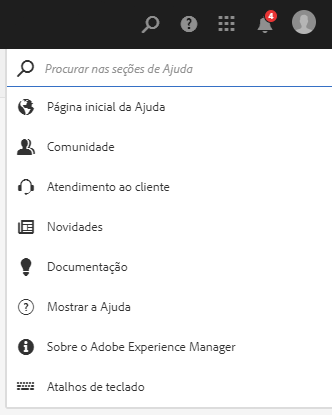 4
Procurar nas seções de Ajuda
Página inicial da Ajuda
Comunidade
Atendimento ao cliente
Novidades
Documentação
Mostrar a Ajuda
Sobre o Adobe Experience Manager
Atalhos de teclado